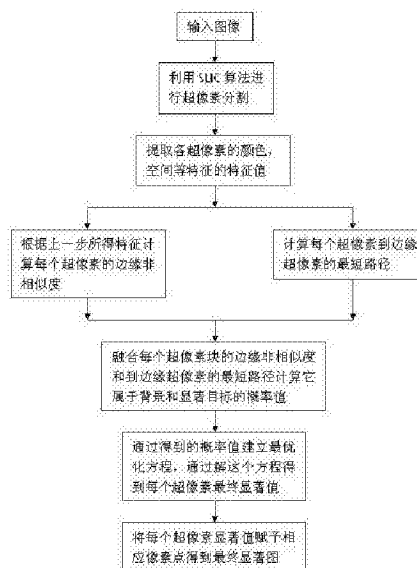 输入图像
利用 SLIC 算法进
行超像素分割
提取各超像素的颜色，
空间等特征的特征值
根据上一步所得特征计
算每个超像素的边缘非
相似度
计算每个超像素到边缘
超像素的最短路径
融合每个超像素块的边缘非相似度
和到边缘超像素的最短路径计算它
属于背景和显著目标的概率值
通过得到的概率值建立最优
化方程，通过解这个方程得
到每个超像素最终显著值
将每个超像素显著值赋予相
应像素点得到最终显著图